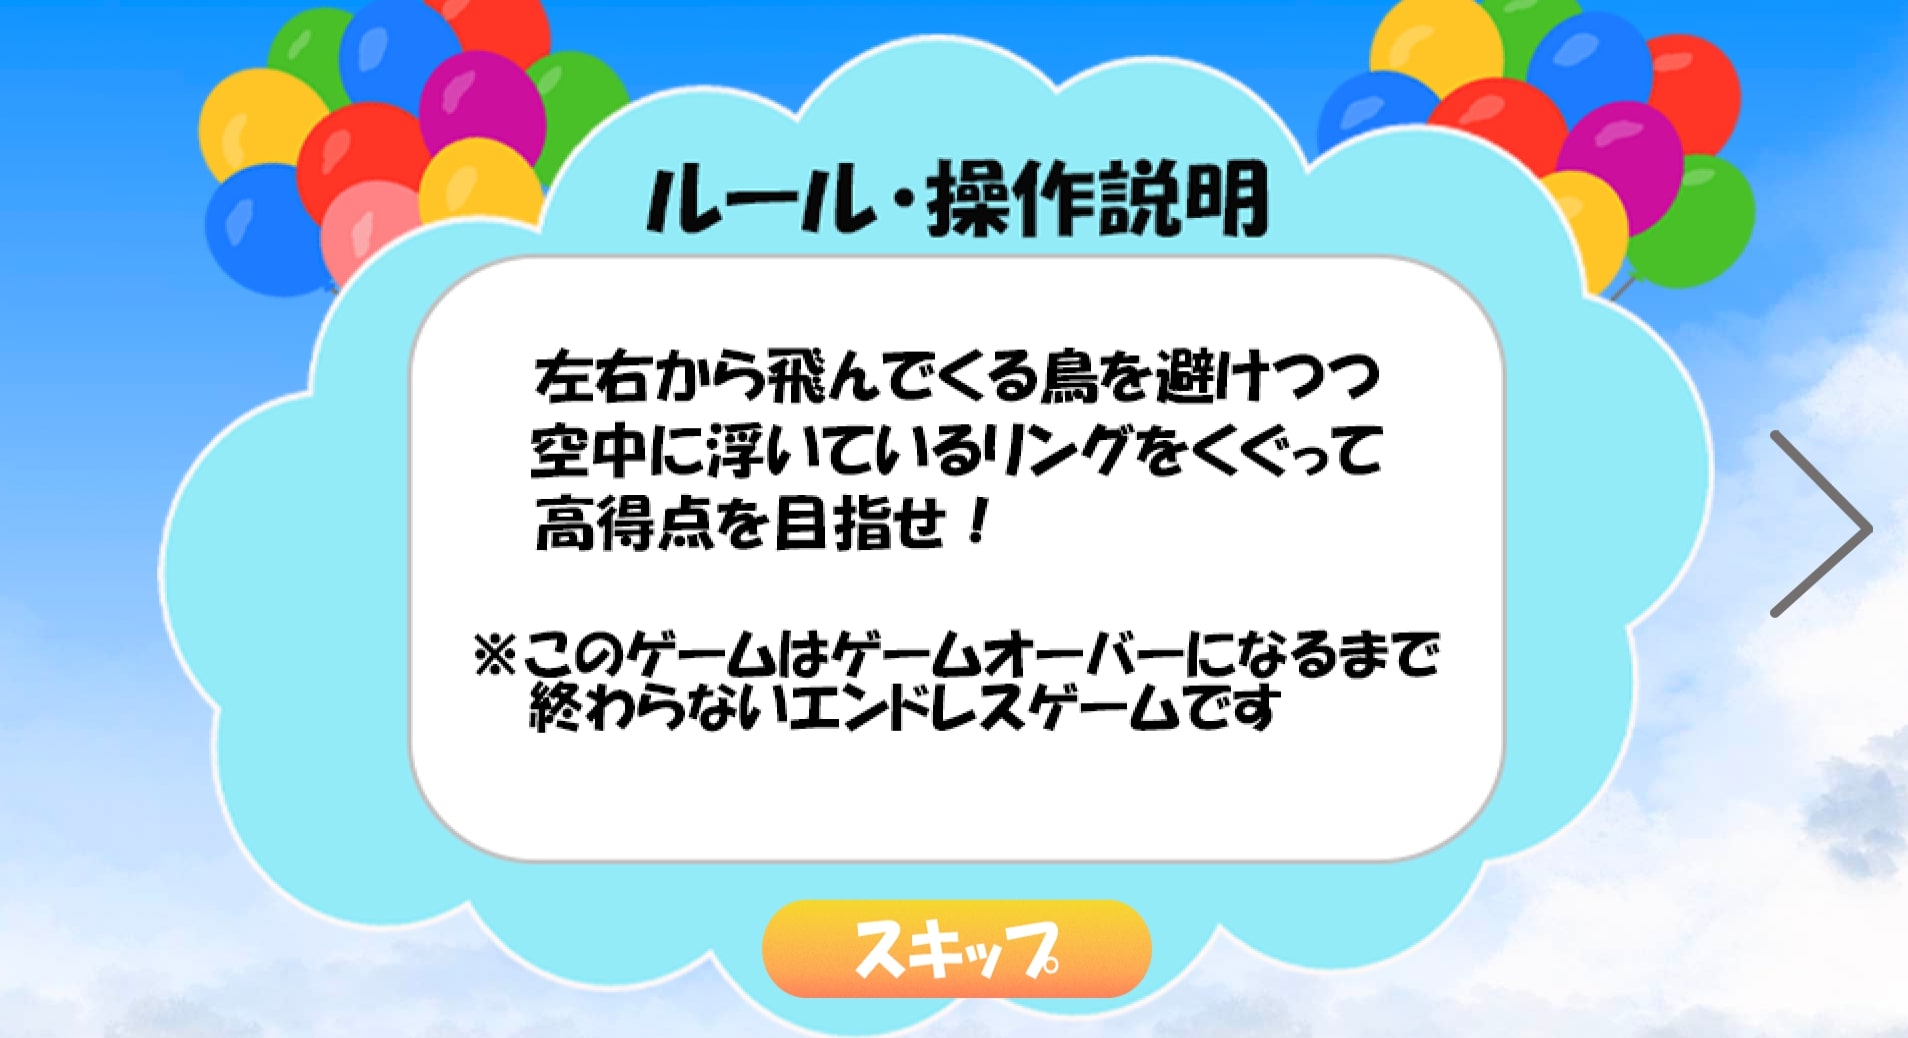 ルール・操作説明
左右から飛んでくる鳥を避けつつ
空中に浮いているリングをくぐって
高得点を目指せ！
※このゲームはゲームオーバーになるまで
終わらないエンドレスゲームです
スキップ